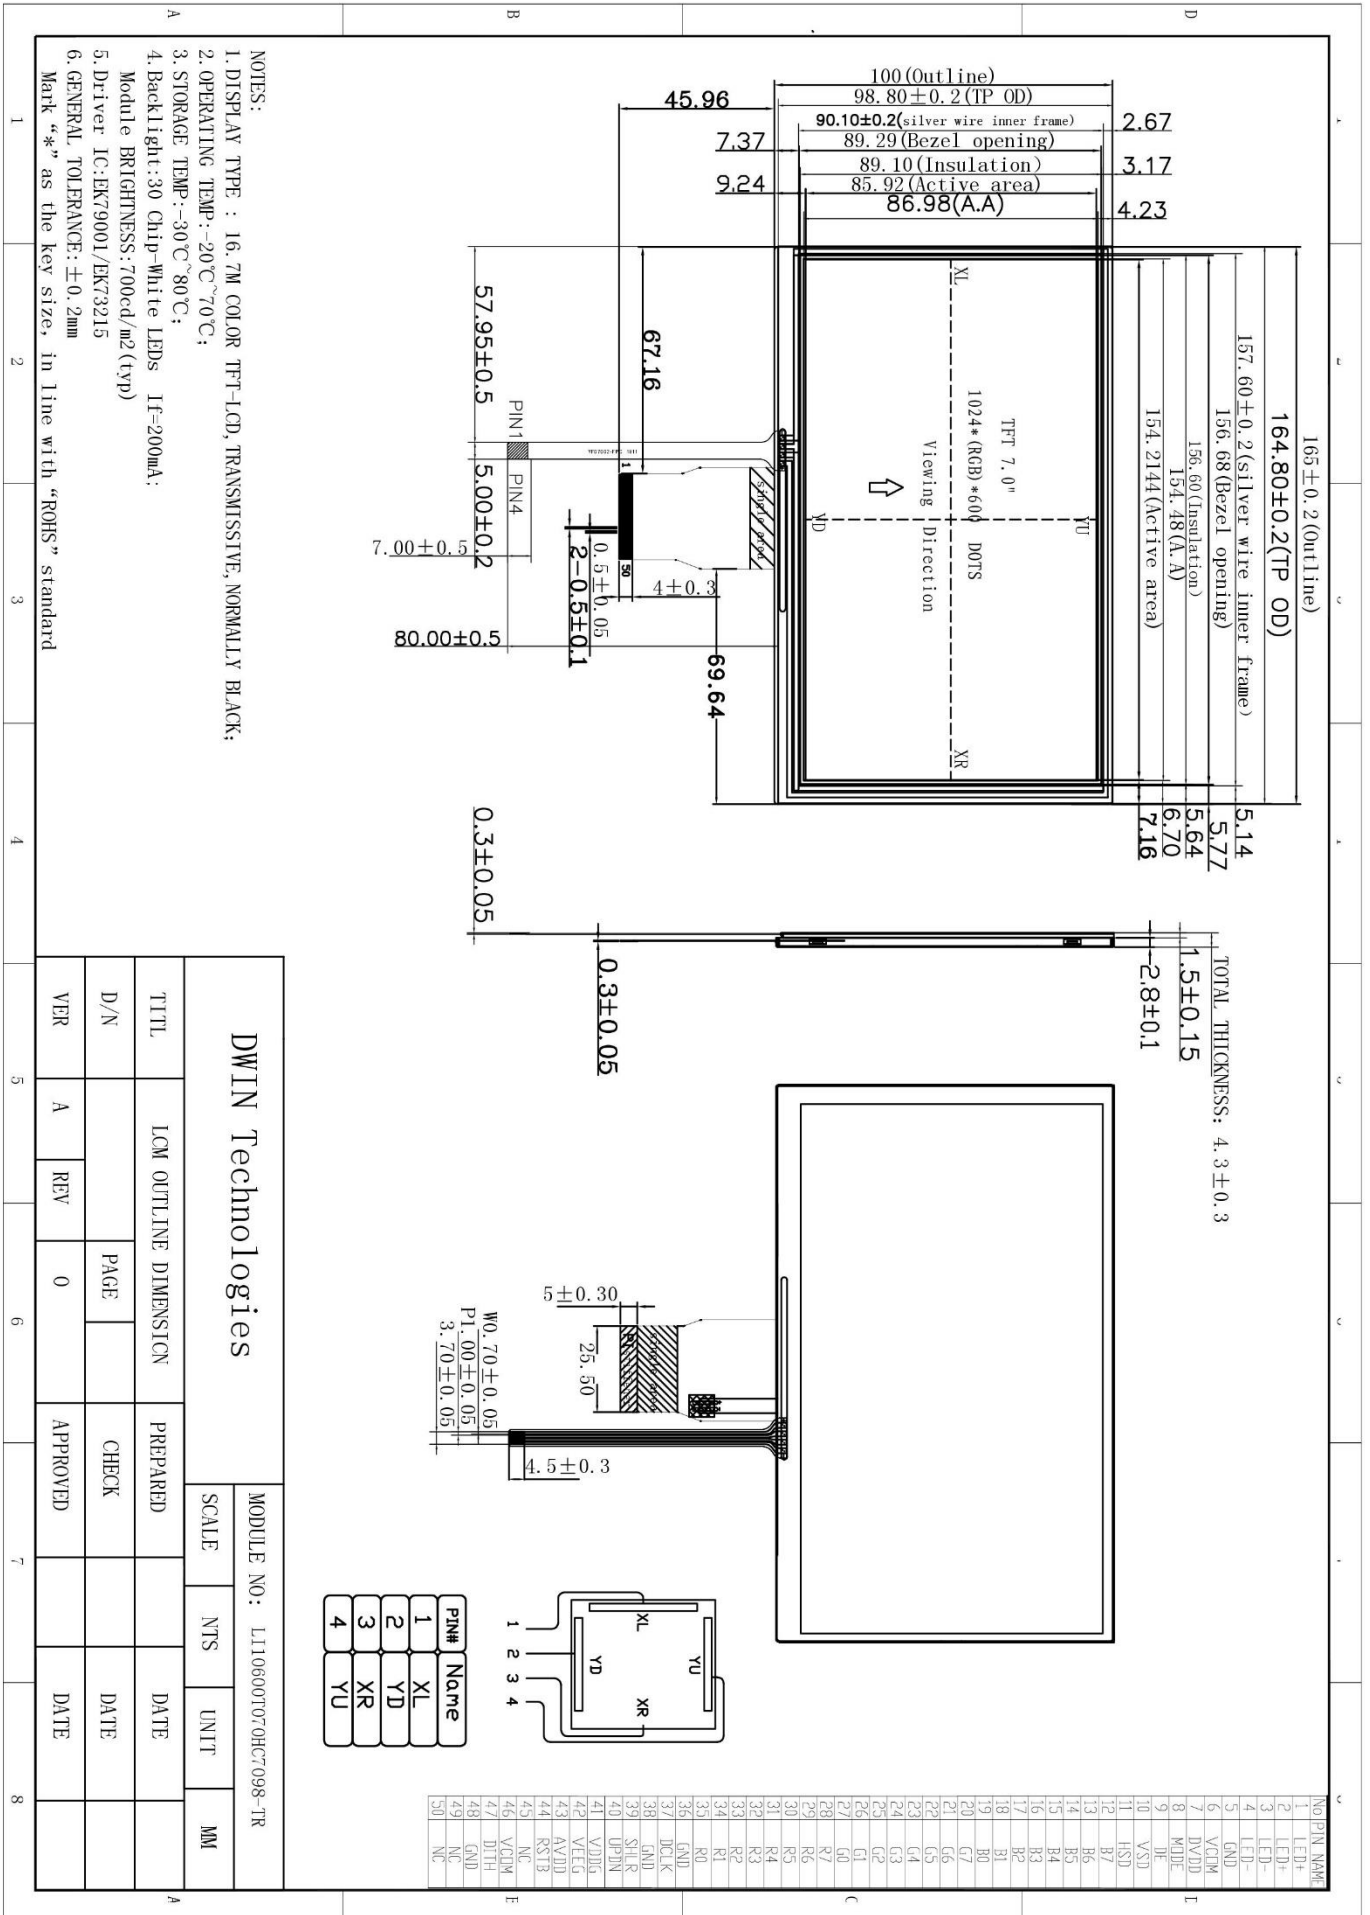 165±0.2(Outline)
164.80±0.2(TP OD)
157.60±0.2(silver wire inner frame)
156.68(Bezel opening)
156.60(Insulation)
154.48(A.A)
154.2144(Active area)
5.14
5.77
5.64
6.70
7.16
100(Outline)
98.80±0.2(TP OD)
90.10±0.2(silver wire inner frame)
89.29(Bezel opening)
89.10(Insulation)
85.92(Active area)
86.98(A.A)
2.67
3.17
4.23
45.96
7.37
9.24
XL
YU
XR
YD
TFT 7.0"
1024*(RGB)*600 DOTS
Viewing Direction
67.16
57.95±0.5
5.00±0.2
PIN1
PIN4
1
50
single area
7.00±0.5
0.5±0.05
2-0.5±0.1
4±0.3
80.00±0.5
69.64
TOTAL THICKNESS: 4.3±0.3
1.5±0.15
2.8±0.1
0.3±0.05
0.3±0.05
5±0.30
25.50
W0.70±0.05
P1.00±0.05
3.70±0.05
4.5±0.3
XL
YU
YD
XR
1
2
3
4
PIN# Name
1 XL
2 YD
3 XR
4 YU
No PIN NAME
1 LED+
2 LED+
3 LED-
4 LED-
5 GND
6 VCOM
7 DVDD
8 MODE
9 DE
10 VSD
11 HSD
12 B7
13 B6
14 B5
15 B4
16 B3
17 B2
18 B1
19 B0
20 G7
21 G6
22 G5
23 G4
24 G3
25 G2
26 G1
27 G0
28 R7
29 R6
30 R5
31 R4
32 R3
33 R2
34 R1
35 R0
36 GND
37 DCLK
38 GND
39 SHLR
40 UPDN
41 VDDG
42 VEEG
43 AVDD
44 RSTB
45 NC
46 VCOM
47 DITH
48 GND
49 NC
50 NC
NOTES:
1.DISPLAY TYPE : 16.7M COLOR TFT-LCD, TRANSMISSIVE, NORMALLY BLACK;
2.OPERATING TEMP:-20℃~70℃;
3.STORAGE TEMP:-30℃~80℃;
4.Backlight:30 Chip-White LEDs If=200mA;
Module BRIGHTNESS:700cd/m2(typ)
5.Driver IC:EK79001/EK73215
6.GENERAL TOLERANCE:±0.2mm
Mark "*" as the key size, in line with "ROHS" standard
DWIN Technologies
MODULE NO: LI10600T070HC7098-TR
SCALE NTS UNIT MM
TITL LCM OUTLINE DIMENSION PREPARED DATE
D/N PAGE CHECK DATE
VER A REV 0 APPROVED DATE
1 2 3 4 5 6 7 8
A B D
A C